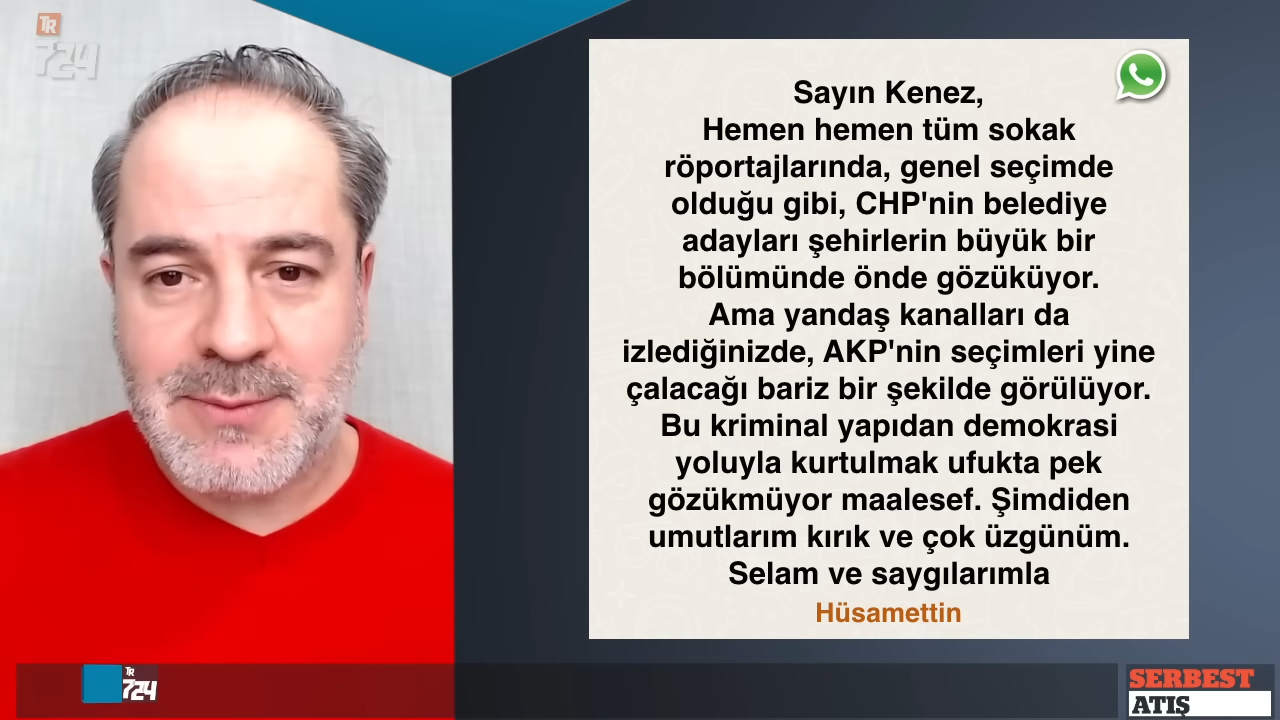 TR
724
Sayın Kenez,
Hemen hemen tüm sokak
röportajlarında, genel seçimde
olduğu gibi, CHP'nin belediye
adayları şehirlerin büyük bir
bölümünde önde gözüküyor.
Ama yandaş kanalları da
izlediğinizde, AKP'nin seçimleri yine
çalacağı bariz bir şekilde görülüyor.
Bu kriminal yapıdan demokrasi
yoluyla kurtulmak ufukta pek
gözükmüyor maalesef. Şimdiden
umutlarım kırık ve çok üzgünüm.
Selam ve saygılarımla
Hüsamettin
TR
724
SERBEST
ATIŞ